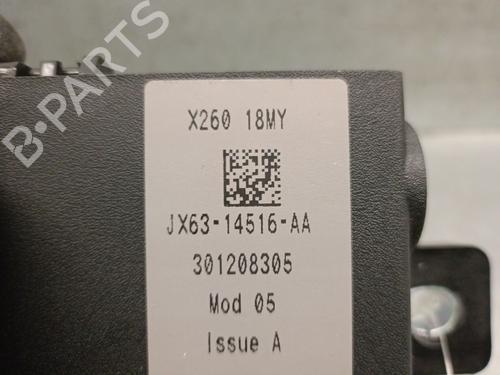 B-PARTS
X260 18MY
JX63-14516-AA
301208305
Mod 05
Issue A